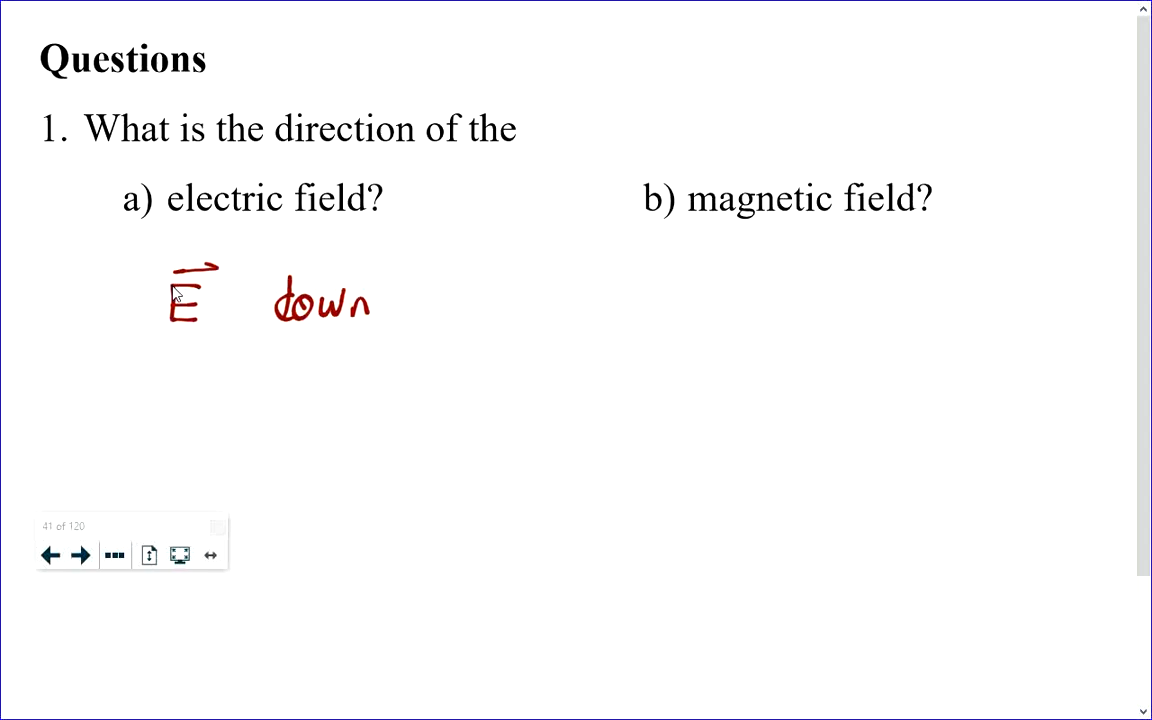 Questions
1. What is the direction of the
a) electric field? b) magnetic field?
E down
41 of 120